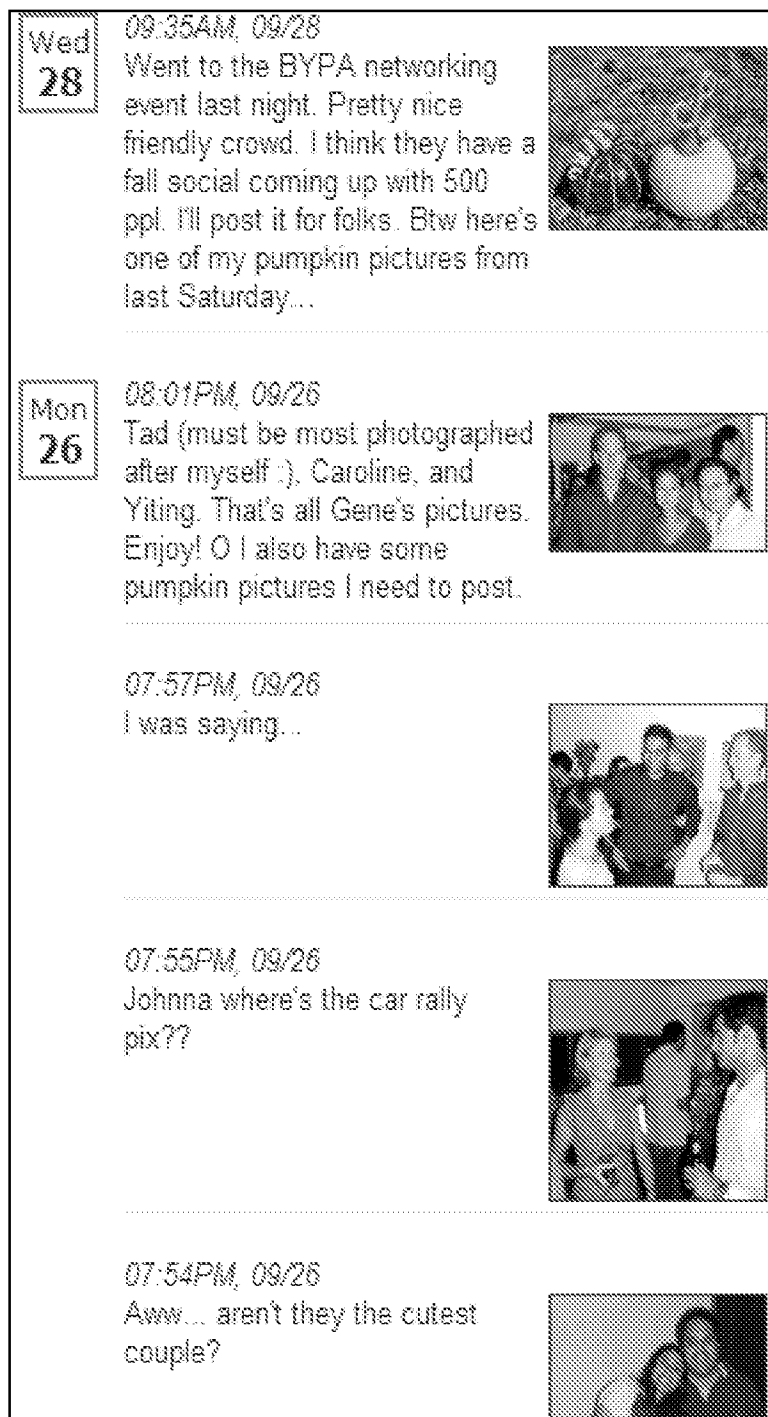 Wed
28
09:35AM, 09/28
Went to the BYPA networking
event last night. Pretty nice
friendly crowd. I think they have a
fall social coming up with 500
ppl. I'll post it for folks. Btw here's
one of my pumpkin pictures from
last Saturday...
Mon
26
08:01PM, 09/26
Tad (must be most photographed
after myself :), Caroline, and
Yiting. That's all Gene's pictures.
Enjoy! O I also have some
pumpkin pictures I need to post.
07:57PM, 09/26
I was saying...
07:55PM, 09/26
Johnna where's the car rally
pix??
07:54PM, 09/26
Aww... aren't they the cutest
couple?